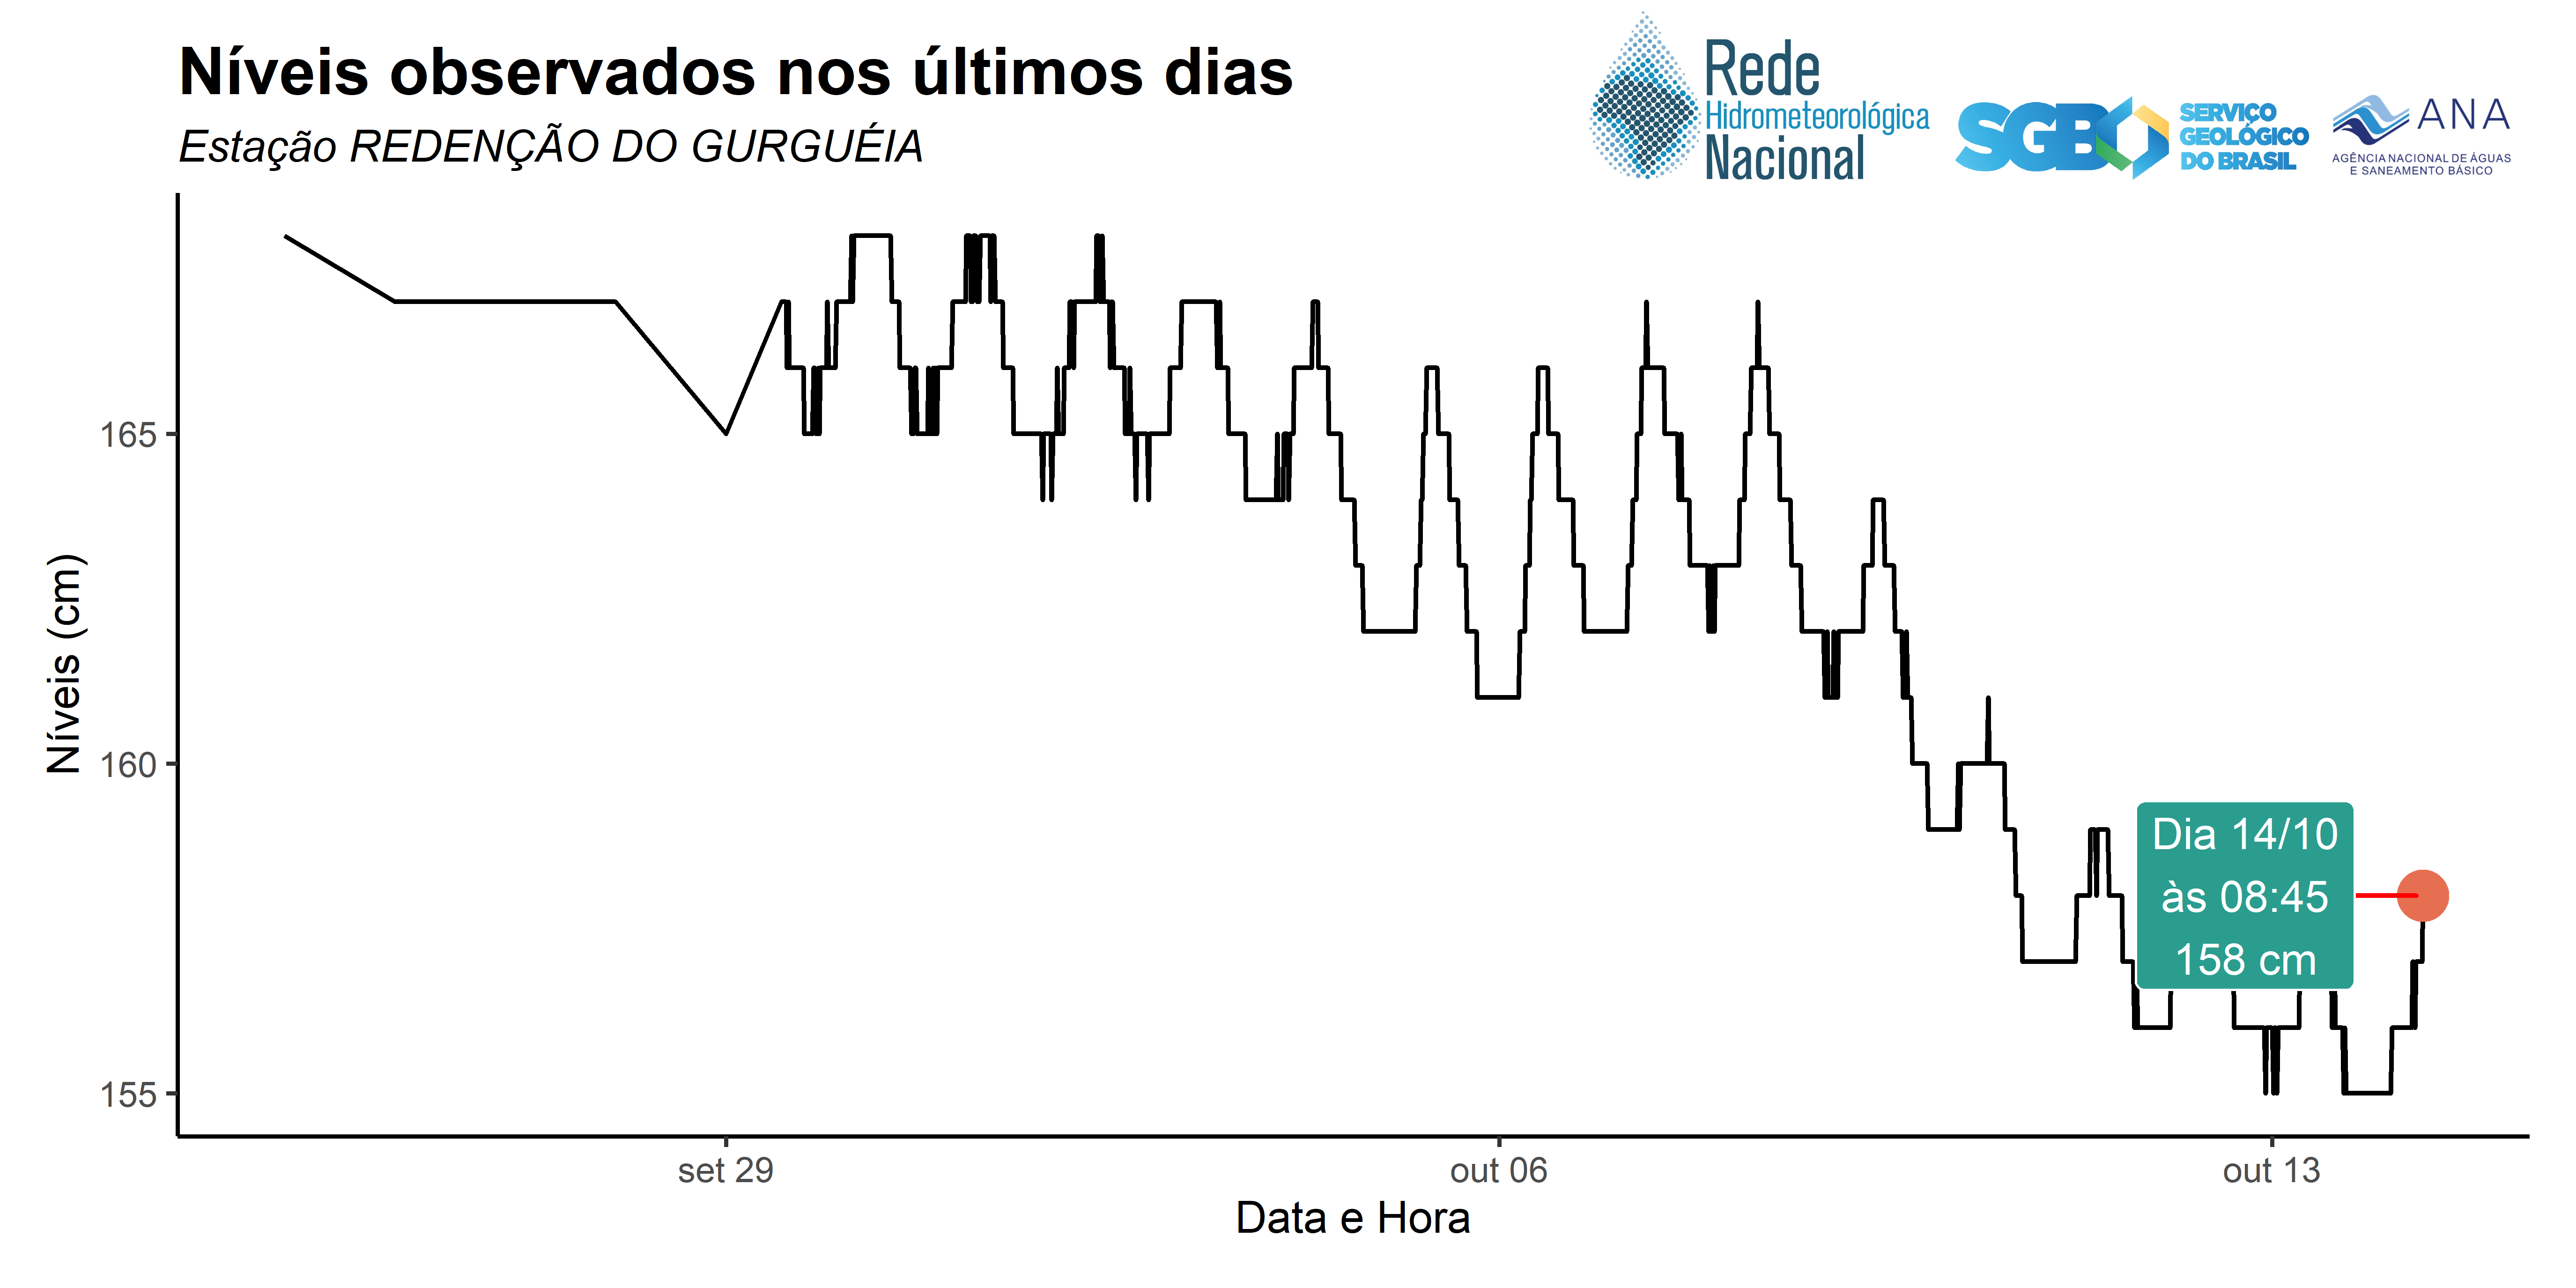 Níveis observados nos últimos dias
Estação REDENÇÃO DO GURGUÉIA
Rede
Hidrometeorológica
Nacional
SGB
SERVIÇO
GEOLÓGICO
DO BRASIL
ANA
AGÊNCIA NACIONAL DE ÁGUAS
E SANEAMENTO BÁSICO
Níveis (cm)
165
160
155
Dia 14/10
às 08:45
158 cm
set 29
out 06
out 13
Data e Hora